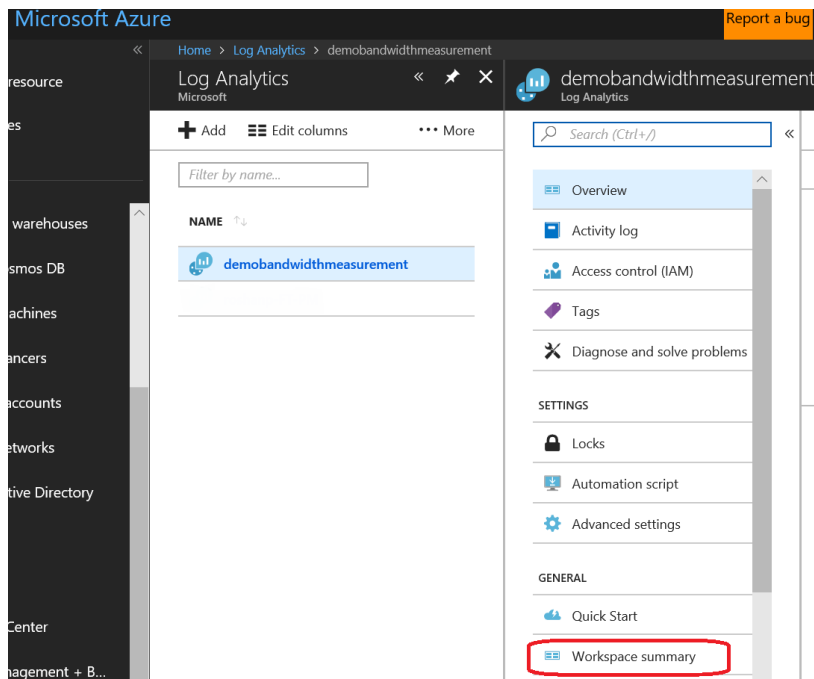 Microsoft Azure
Report a bug
Home > Log Analytics > demobandwidthmeasurement
resource
es
warehouses
smos DB
achines
ancers
accounts
etworks
tive Directory
Center
nagement + B...
Log Analytics
Microsoft
Add
Edit columns
More
Filter by name...
NAME
demobandwidthmeasurement
demobandwidthmeasurement
Log Analytics
Search (Ctrl+/)
Overview
Activity log
Access control (IAM)
Tags
Diagnose and solve problems
SETTINGS
Locks
Automation script
Advanced settings
GENERAL
Quick Start
Workspace summary